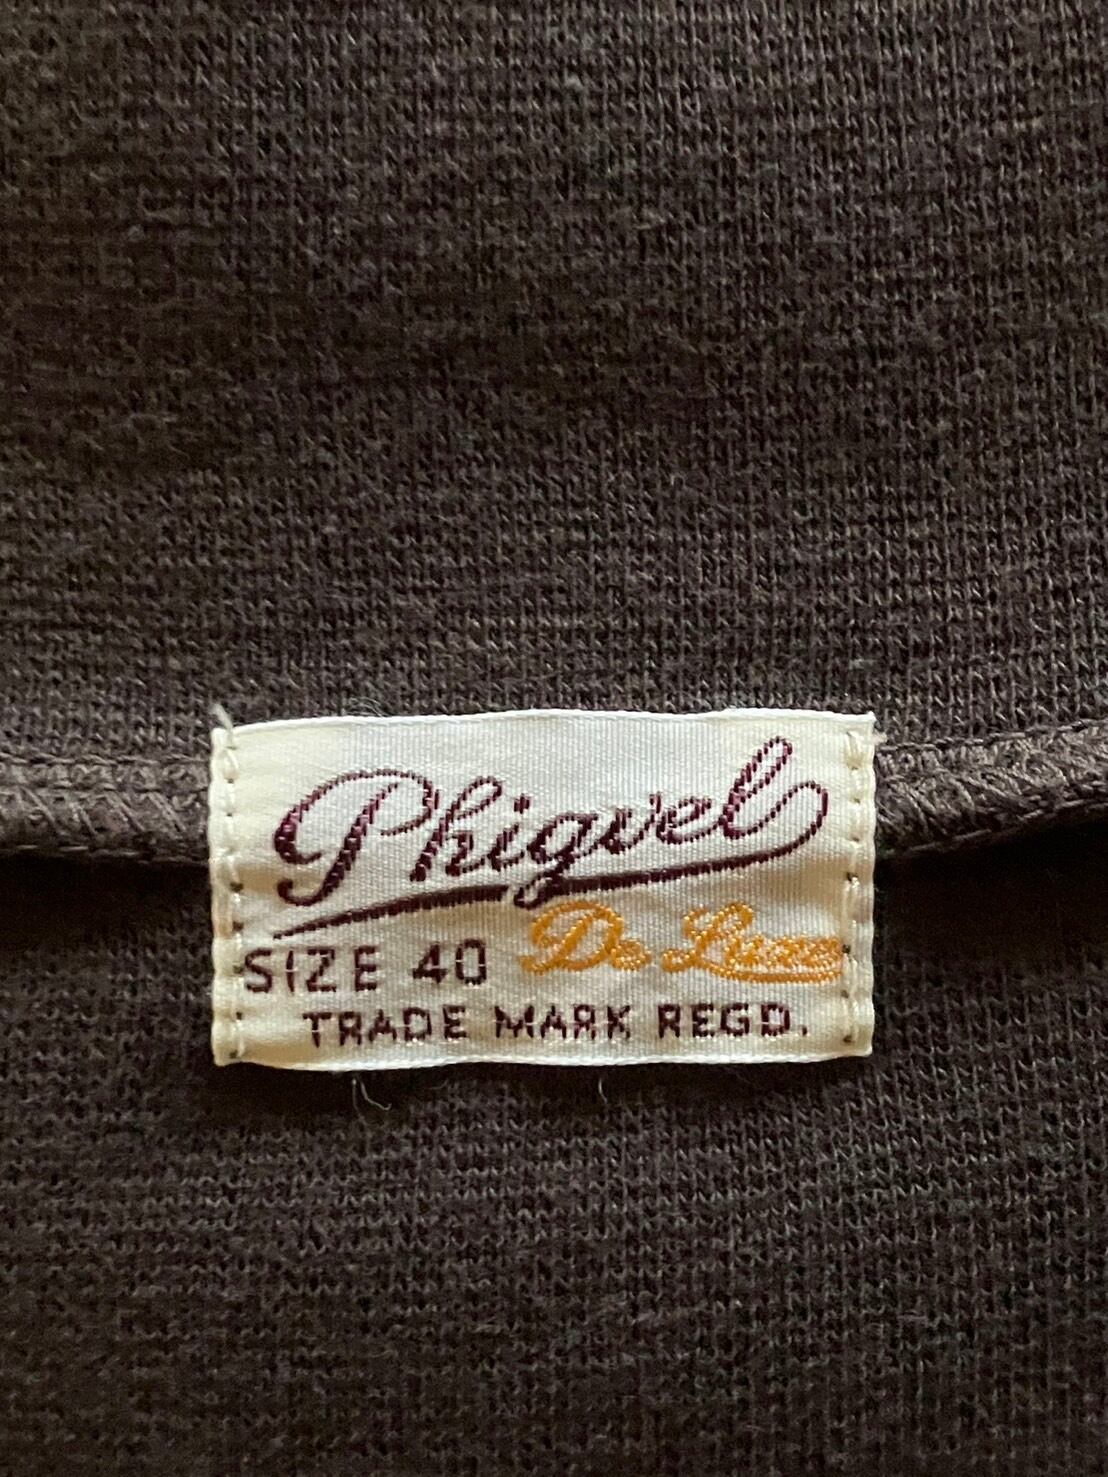 Phigvel
SIZE 40 De Luxe
TRADE MARK REGD.